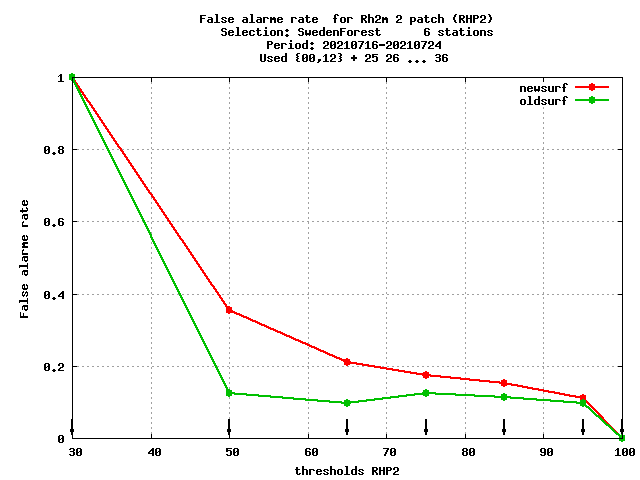 False alarme rate  for Rh2m 2 patch (RHP2)
Selection: SwedenForest      6 stations
Period: 20210716-20210724
Used {00,12} + 25 26 ... 36
newsurf
oldsurf
1
0.8
0.6
0.4
0.2
0
False alarme rate
30 40 50 60 70 80 90 100
thresholds RHP2